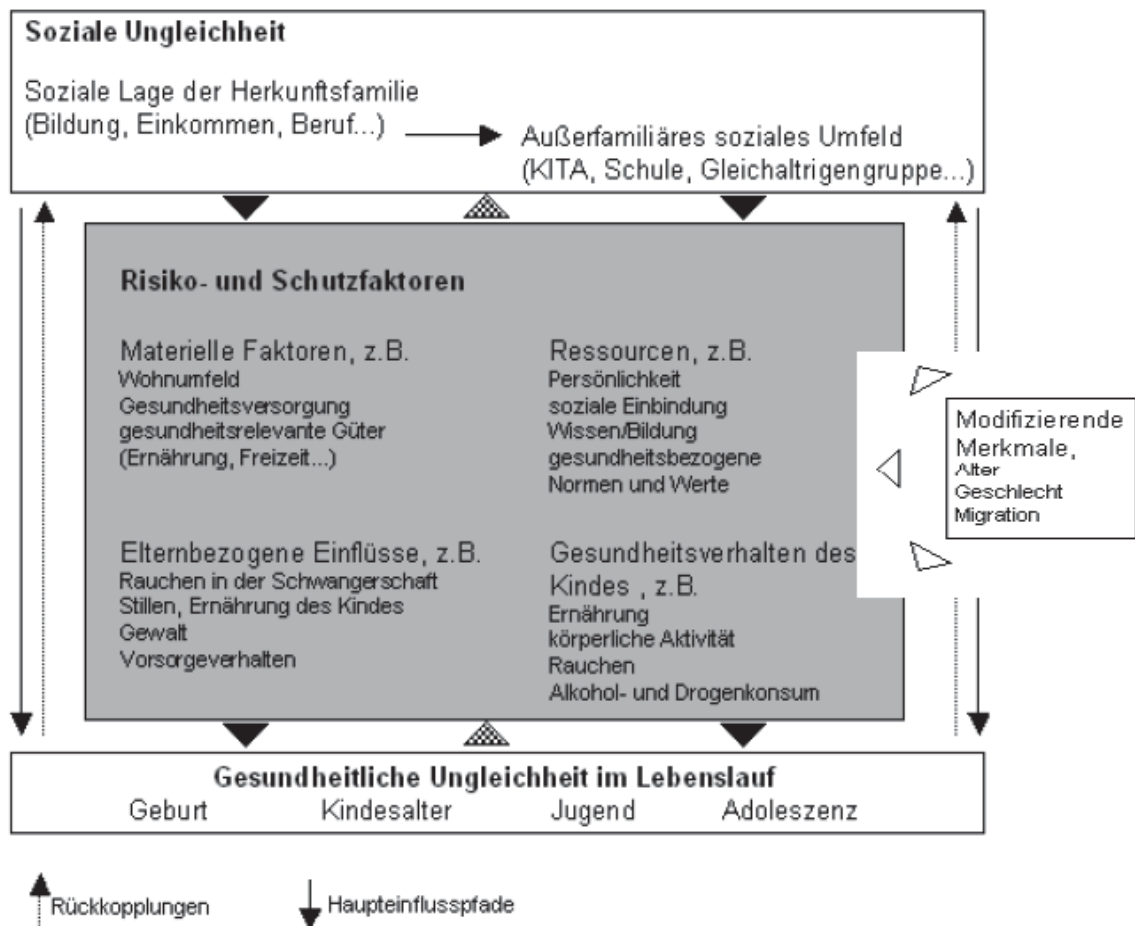 Soziale Ungleichheit
Soziale Lage der Herkunftsfamilie
(Bildung, Einkommen, Beruf...)
Außerfamiliäres soziales Umfeld
(KITA, Schule, Gleichaltrigengruppe...)
Risiko- und Schutzfaktoren
Materielle Faktoren, z.B.
Wohnumfeld
Gesundheitsversorgung
gesundheitsrelevante Güter
(Ernährung, Freizeit...)
Ressourcen, z.B.
Persönlichkeit
soziale Einbindung
Wissen/Bildung
gesundheitsbezogene
Normen und Werte
Elternbezogene Einflüsse, z.B.
Rauchen in der Schwangerschaft
Stillen, Ernährung des Kindes
Gewalt
Vorsorgeverhalten
Gesundheitsverhalten des
Kindes , z.B.
Ernährung
körperliche Aktivität
Rauchen
Alkohol- und Drogenkonsum
Modifizierende
Merkmale,
Alter
Geschlecht
Migration
Gesundheitliche Ungleichheit im Lebenslauf
Geburt Kindesalter Jugend Adoleszenz
Rückkopplungen Haupteinflusspfade